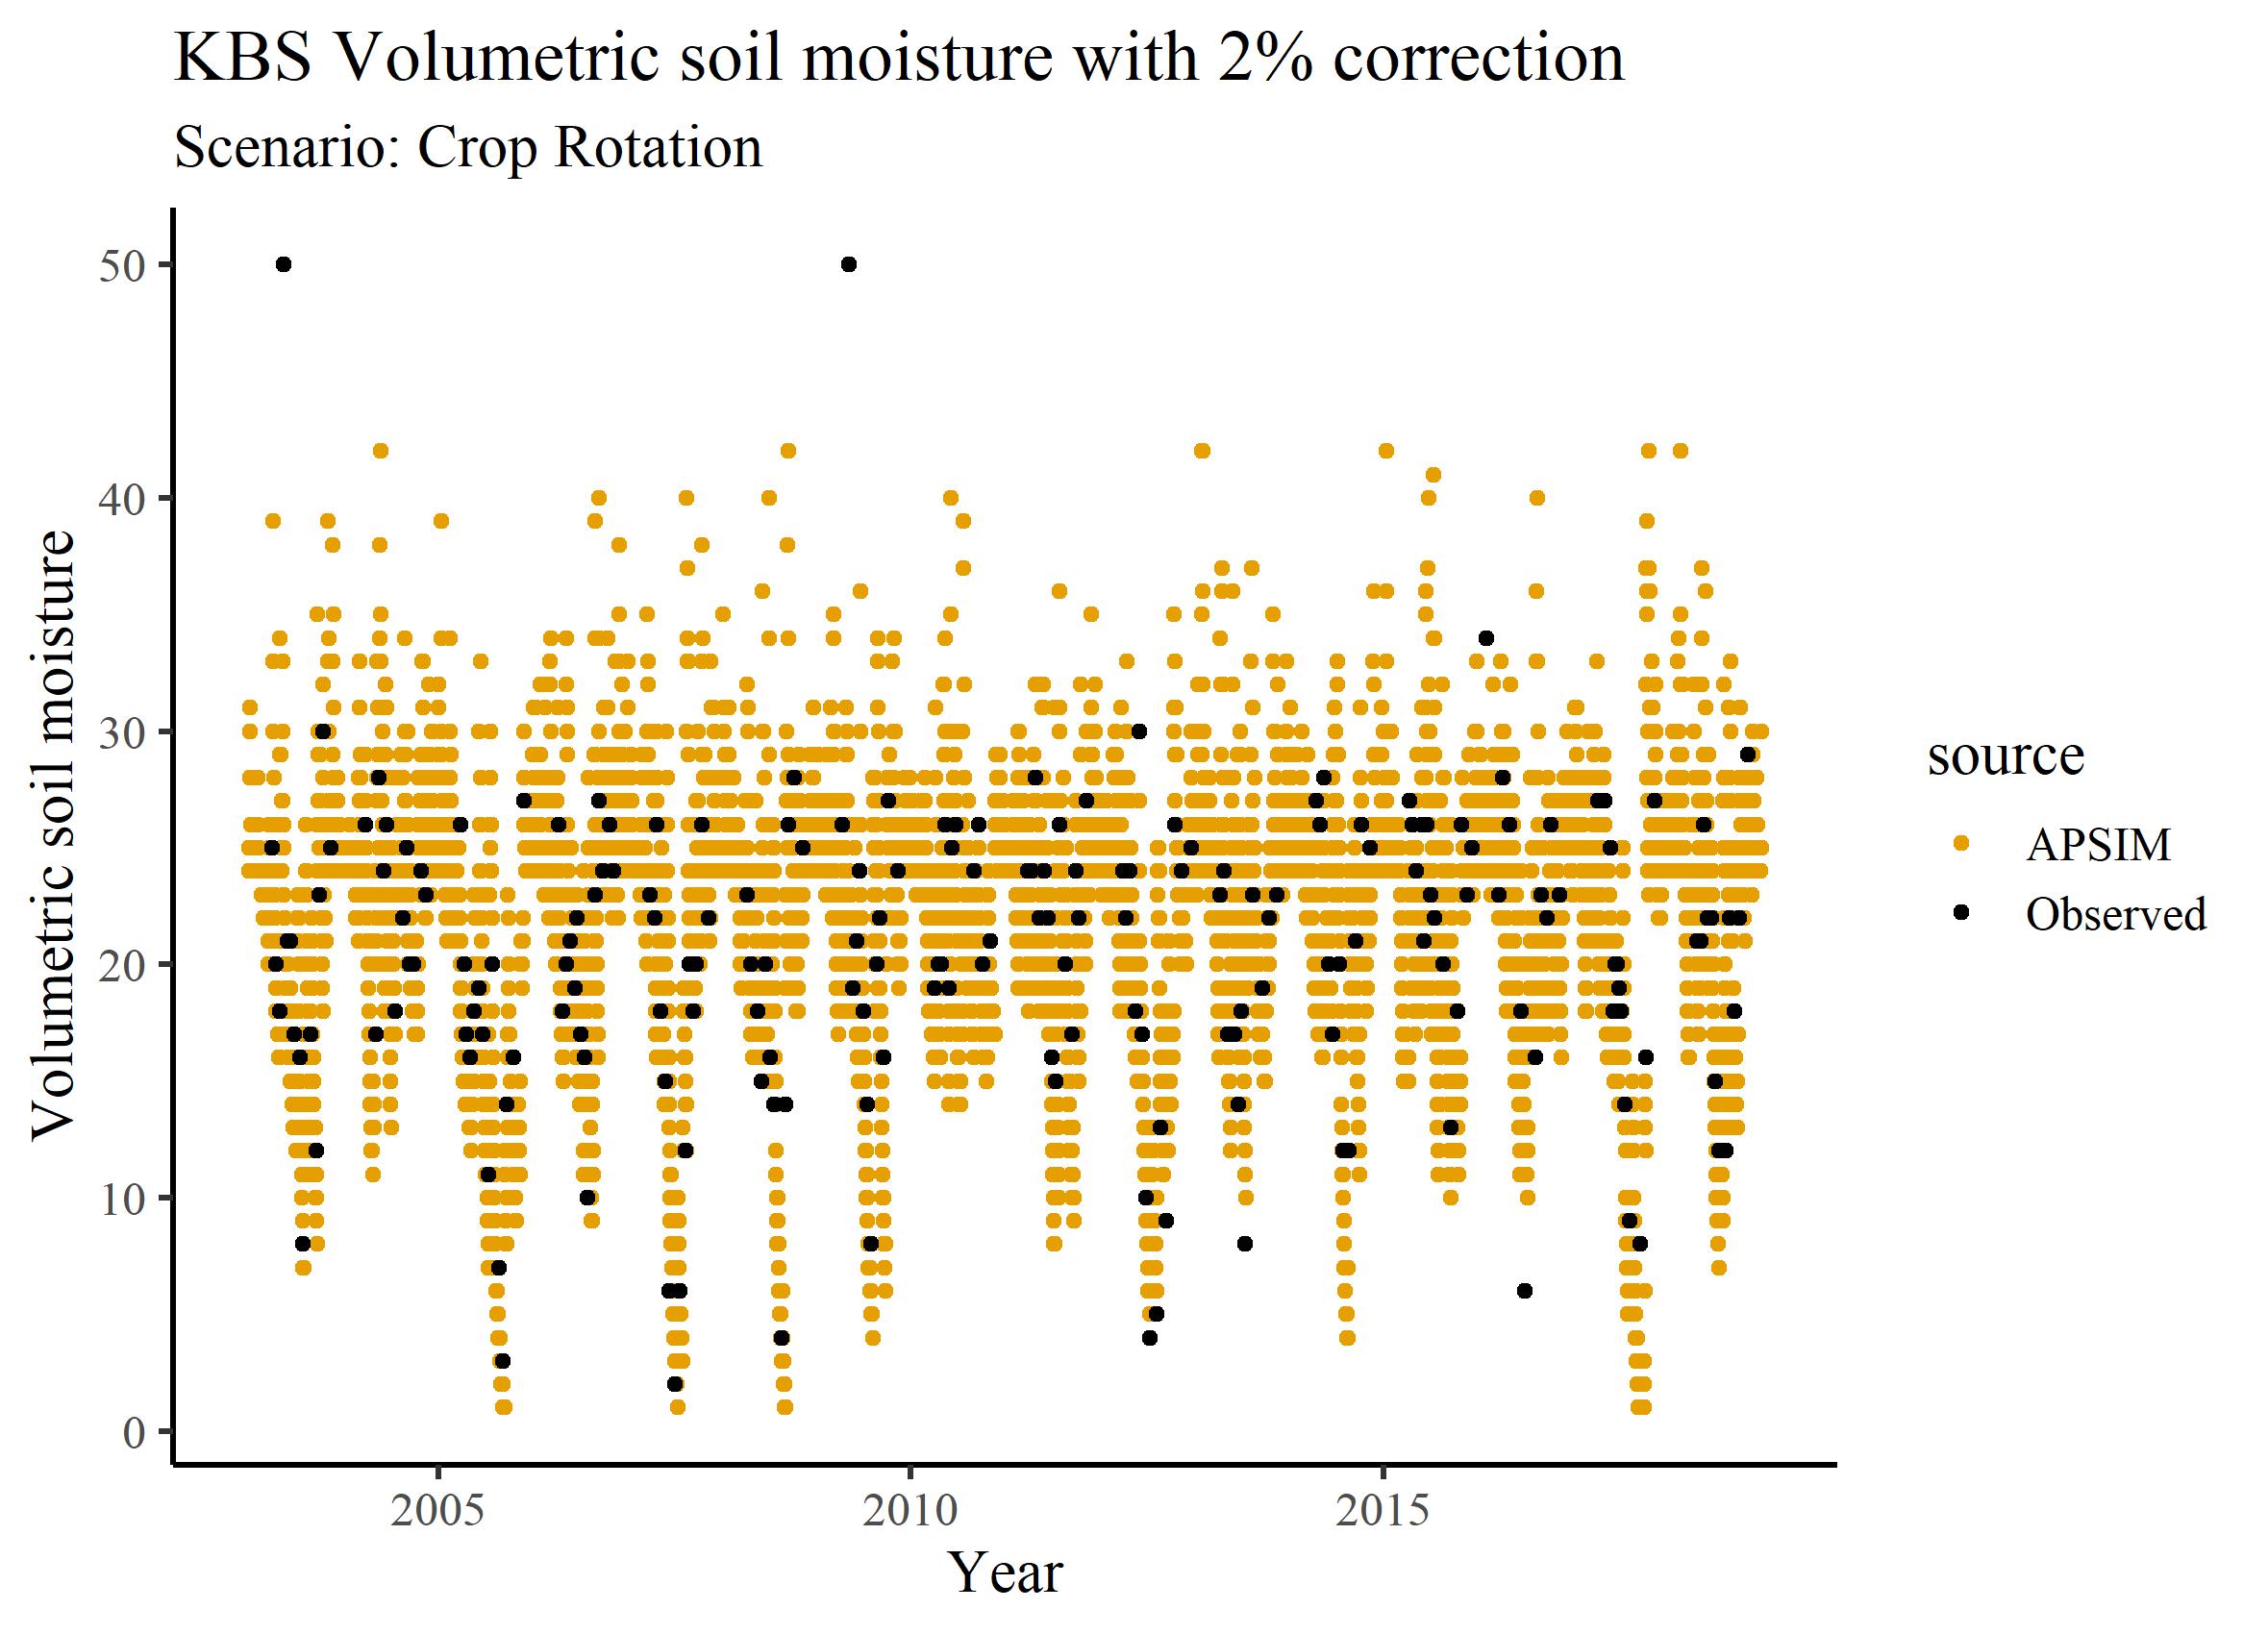 KBS Volumetric soil moisture with 2% correction
Scenario: Crop Rotation
Volumetric soil moisture
50
40
30
20
10
0
2005
2010
2015
Year
source
APSIM
Observed